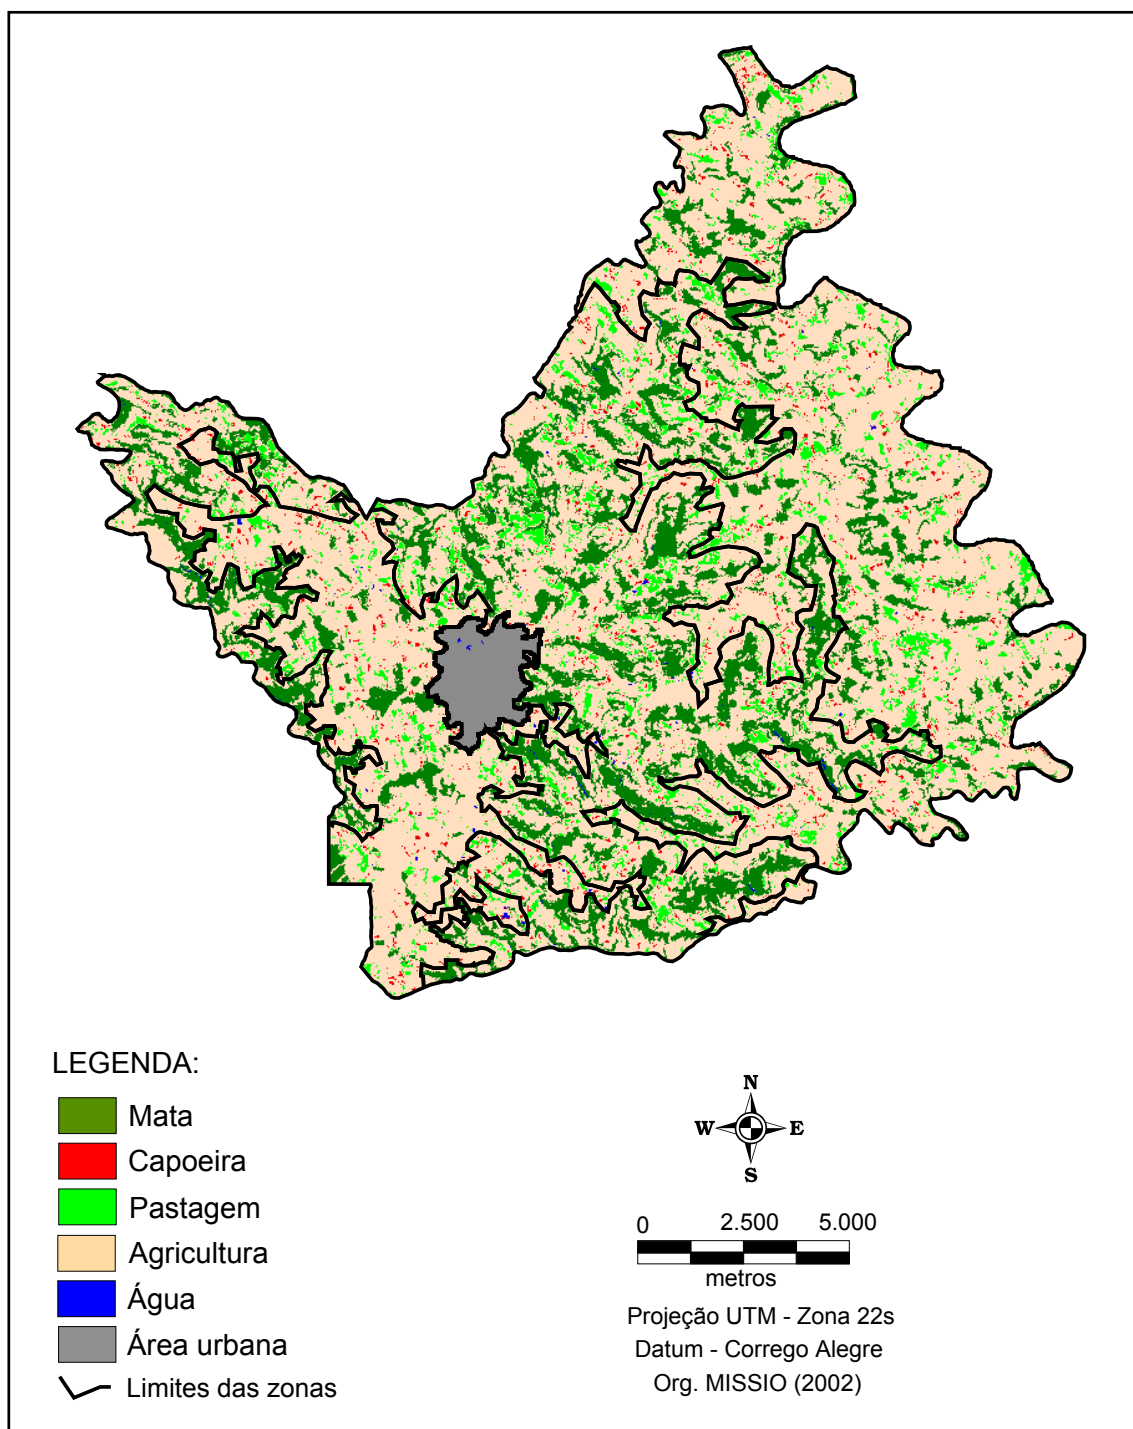 LEGENDA:
Mata
Capoeira
Pastagem
Agricultura
Água
Área urbana
Limites das zonas
N
W E
S
0 2.500 5.000
metros
Projeção UTM - Zona 22s
Datum - Corrego Alegre
Org. MISSIO (2002)